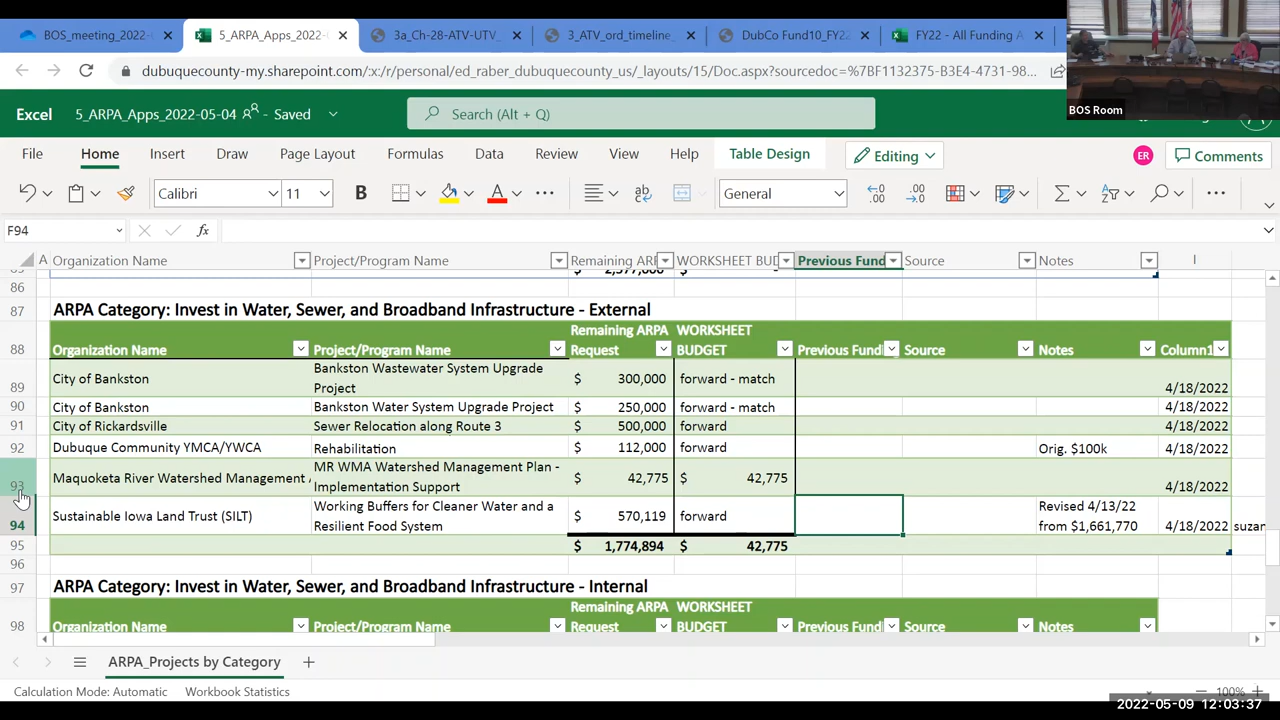 BOS_meeting_2022-
5_ARPA_Apps_2022-
3a_Ch-28-ATV-UTV_
3_ATV_ord_timeline_
DubCo Fund10_FY22
FY22 - All Funding A
dubuquecounty-my.sharepoint.com/:x:/r/personal/ed_raber_dubuquecounty_us/_layouts/15/Doc.aspx?sourcedoc=%7BF1132375-B3E4-4731-98...
BOS Room
Excel 5_ARPA_Apps_2022-05-04 - Saved Search (Alt + Q)
File Home Insert Draw Page Layout Formulas Data Review View Help Table Design Editing ER Comments
Calibri 11 B A ab General
F94 fx
A Organization Name Project/Program Name Remaining ARP WORKSHEET BUD Previous Fund Source Notes I
86
87 ARPA Category: Invest in Water, Sewer, and Broadband Infrastructure - External
Remaining ARPA WORKSHEET
88 Organization Name Project/Program Name Request BUDGET Previous Fundi Source Notes Column1
Bankston Wastewater System Upgrade
89 City of Bankston Project $ 300,000 forward - match 4/18/2022
90 City of Bankston Bankston Water System Upgrade Project $ 250,000 forward - match 4/18/2022
91 City of Rickardsville Sewer Relocation along Route 3 $ 500,000 forward 4/18/2022
92 Dubuque Community YMCA/YWCA Rehabilitation $ 112,000 forward Orig. $100k 4/18/2022
MR WMA Watershed Management Plan -
93 Maquoketa River Watershed Management A Implementation Support $ 42,775 $ 42,775 4/18/2022
Working Buffers for Cleaner Water and a Revised 4/13/22
94 Sustainable Iowa Land Trust (SILT) Resilient Food System $ 570,119 forward from $1,661,770 4/18/2022 suzan
95 $ 1,774,894 $ 42,775
96
97 ARPA Category: Invest in Water, Sewer, and Broadband Infrastructure - Internal
Remaining ARPA WORKSHEET
98 Organization Name Project/Program Name Request BUDGET Previous Fundi Source Notes
ARPA_Projects by Category
Calculation Mode: Automatic Workbook Statistics 100%
2022-05-09 12:03:37